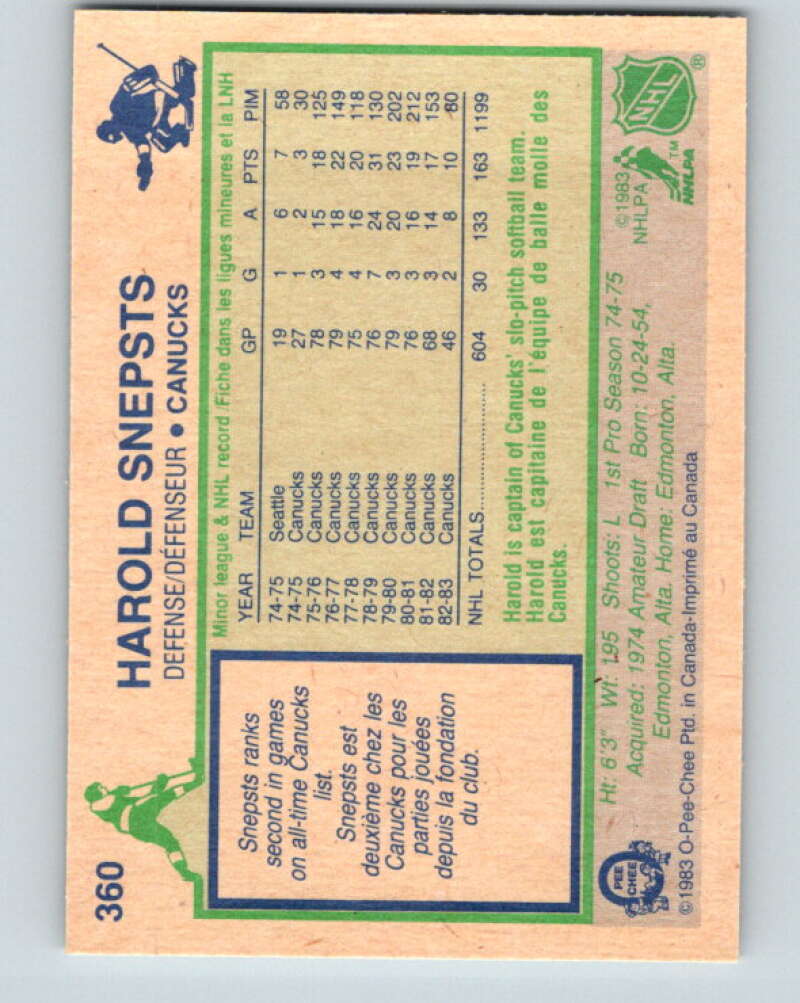 360
HAROLD SNEPSTS
DEFENSE/DÉFENSEUR • CANUCKS
Snepsts ranks
second in games
on all-time Canucks
list.
Snepsts est
deuxième chez les
Canucks pour les
parties jouées
depuis la fondation
du club.
Minor league & NHL record/Fiche dans les ligues mineures et la LNH
YEAR TEAM GP G A PTS PIM
74-75 Seattle 19 1 6 7 58
74-75 Canucks 27 1 2 3 30
75-76 Canucks 78 3 15 18 125
76-77 Canucks 79 4 18 22 149
77-78 Canucks 75 4 16 20 118
78-79 Canucks 76 7 24 31 130
79-80 Canucks 79 3 20 23 202
80-81 Canucks 76 3 16 19 212
81-82 Canucks 68 3 14 17 153
82-83 Canucks 46 2 8 10 80
NHL TOTALS.................... 604 30 133 163 1199
Harold is captain of Canucks' slo-pitch softball team.
Harold est capitaine de l'équipe de balle molle des
Canucks.
Ht: 6'3" Wt: 195 Shoots: L 1st Pro Season 74-75
Acquired: 1974 Amateur Draft Born: 10-24-54,
Edmonton, Alta. Home: Edmonton, Alta.
O PEE CHEE
©1983 O-Pee-Chee Ptd. in Canada-Imprimé au Canada
©1983
NHLPA
NHLPA
TM
NHL
®